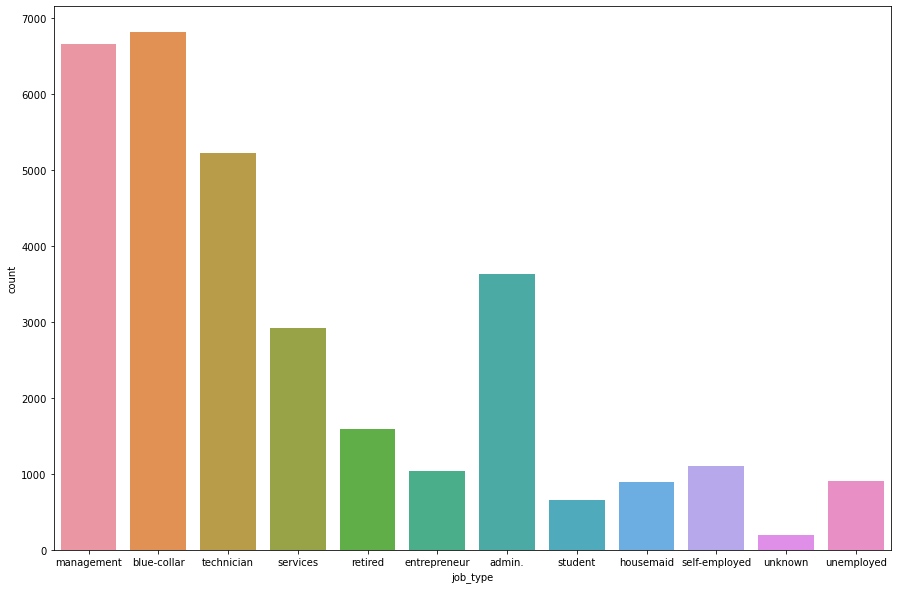 7000
6000
5000
4000
3000
2000
1000
0
count
management blue-collar technician services retired entrepreneur admin. student housemaid self-employed unknown unemployed
job_type